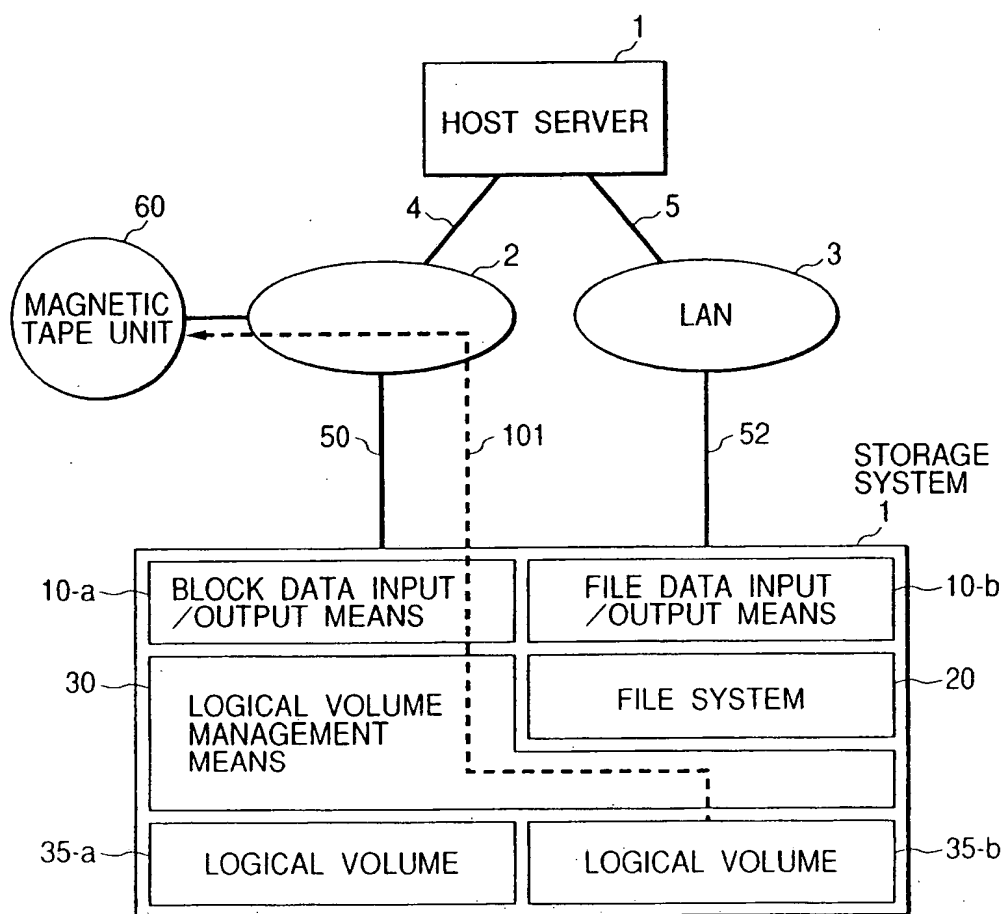 1
HOST SERVER
4
5
60
2
3
MAGNETIC
TAPE UNIT
LAN
50
101
52
STORAGE
SYSTEM
1
10-a
BLOCK DATA INPUT
/OUTPUT MEANS
FILE DATA INPUT
/OUTPUT MEANS
10-b
30
LOGICAL VOLUME
MANAGEMENT
MEANS
FILE SYSTEM
20
35-a
LOGICAL VOLUME
LOGICAL VOLUME
35-b